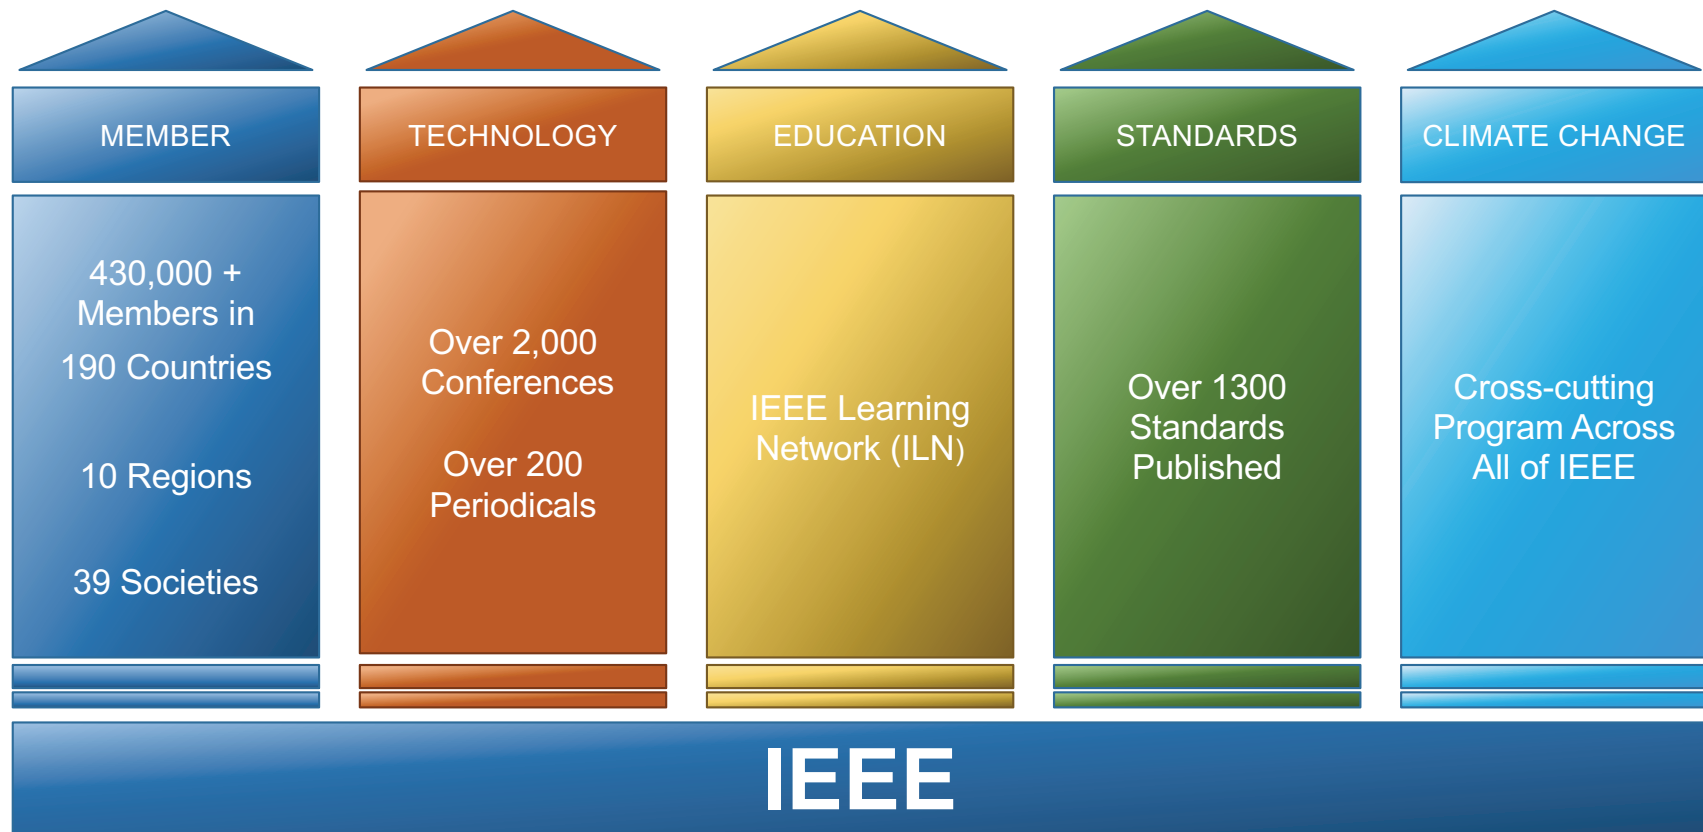 MEMBER
430,000 +
Members in
190 Countries
10 Regions
39 Societies
TECHNOLOGY
Over 2,000
Conferences
Over 200
Periodicals
EDUCATION
IEEE Learning
Network (ILN)
STANDARDS
Over 1300
Standards
Published
CLIMATE CHANGE
Cross-cutting
Program Across
All of IEEE
IEEE